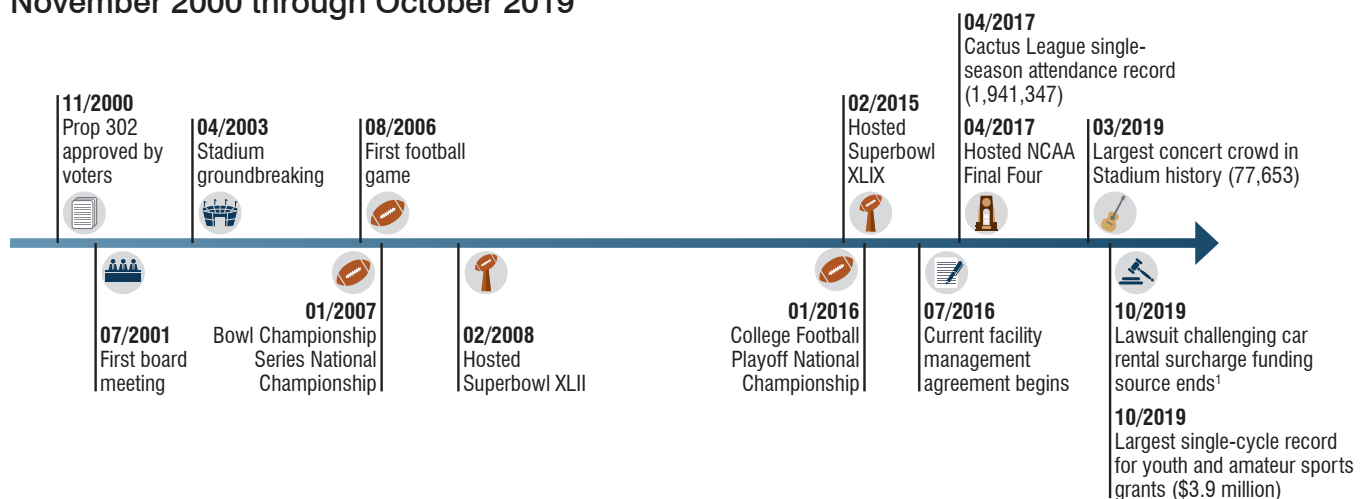 November 2000 through October 2019
11/2000
Prop 302
approved by
voters
07/2001
First board
meeting
04/2003
Stadium
groundbreaking
08/2006
First football
game
01/2007
Bowl Championship
Series National
Championship
02/2008
Hosted
Superbowl XLII
02/2015
Hosted
Superbowl
XLIX
01/2016
College Football
Playoff National
Championship
07/2016
Current facility
management
agreement begins
04/2017
Cactus League single-
season attendance record
(1,941,347)
04/2017
Hosted NCAA
Final Four
03/2019
Largest concert crowd in
Stadium history (77,653)
10/2019
Lawsuit challenging car
rental surcharge funding
source ends¹
10/2019
Largest single-cycle record
for youth and amateur sports
grants ($3.9 million)